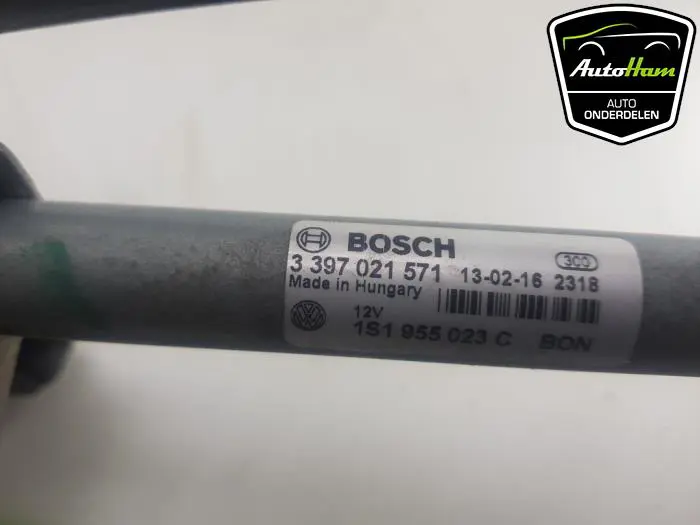 AutoHam
AUTO
ONDERDELEN
BOSCH
3CO
3 397 021 571 13-02-16 2318
Made in Hungary
12V
1S1 955 023 C BON